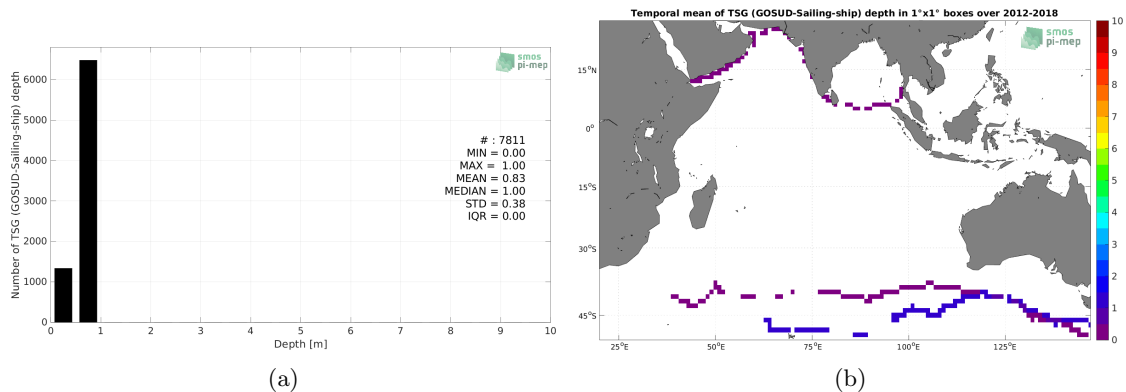 smos
pi-mep
Number of TSG (GOSUD-Sailing-ship) depth
6000
5000
4000
3000
2000
1000
0
# : 7811
MIN = 0.00
MAX = 1.00
MEAN = 0.83
MEDIAN = 1.00
STD = 0.38
IQR = 0.00
0 1 2 3 4 5 6 7 8 9 10
Depth [m]
(a)
Temporal mean of TSG (GOSUD-Sailing-ship) depth in 1°x1° boxes over 2012-2018
smos
pi-mep
15°N
0°
15°S
30°S
45°S
25°E 50°E 75°E 100°E 125°E
10
9
8
7
6
5
4
3
2
1
0
(b)